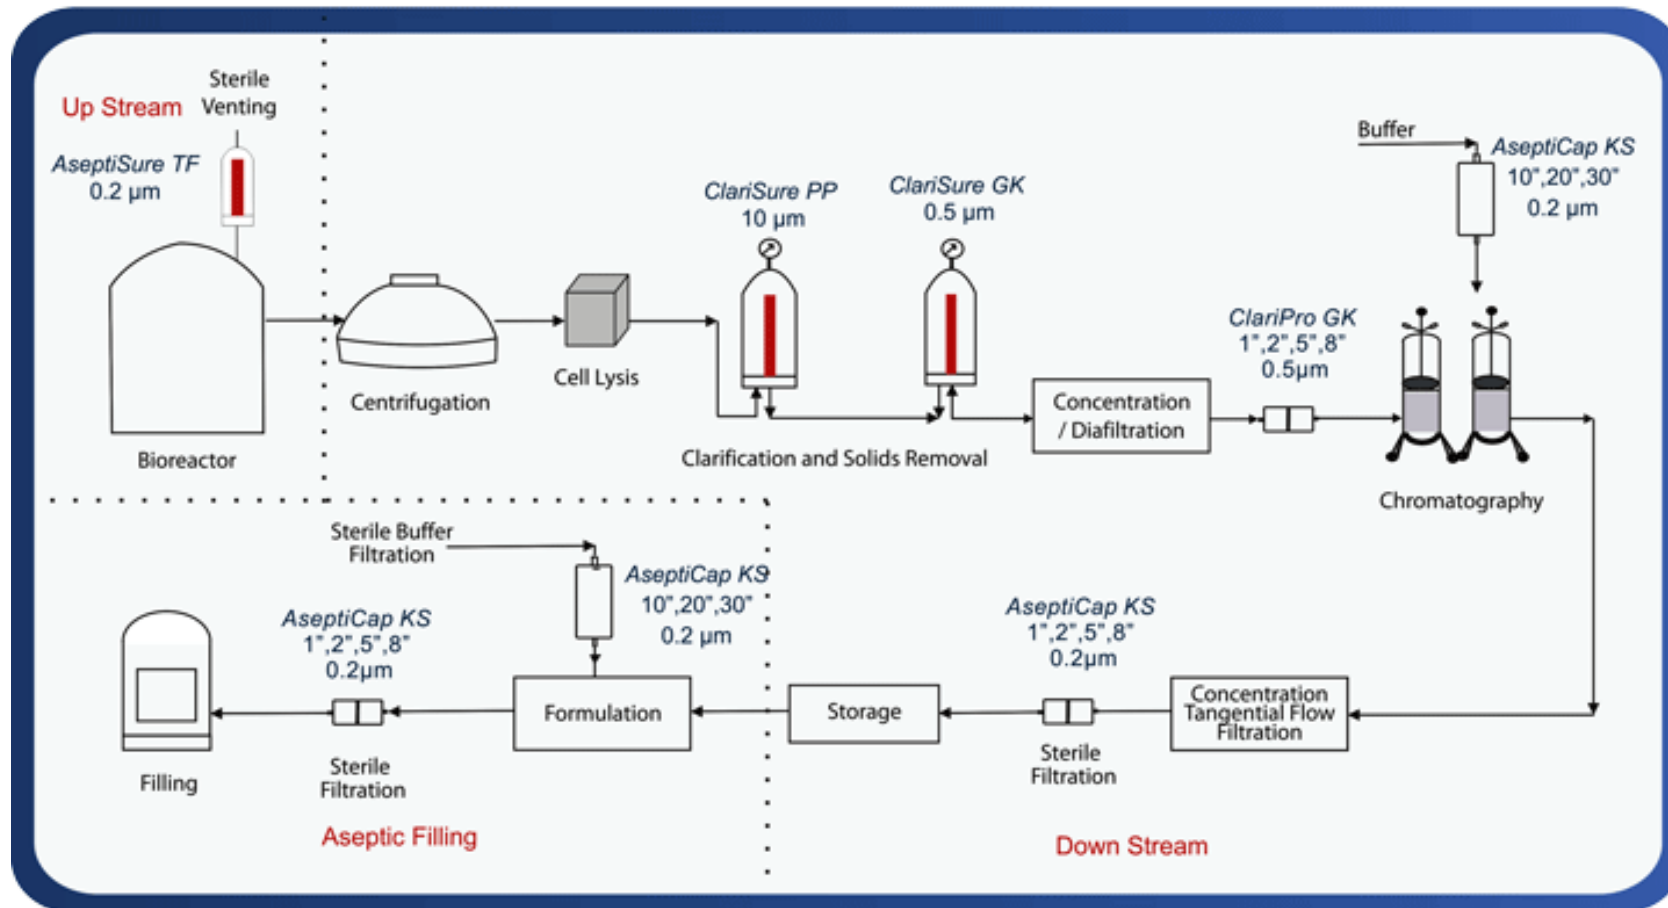 Sterile
Venting
Up Stream
AseptiSure TF
0.2 µm
Bioreactor
Centrifugation
Cell Lysis
ClariSure PP
10 µm
ClariSure GK
0.5 µm
Clarification and Solids Removal
Concentration
/ Diafiltration
ClariPro GK
1”,2”,5”,8”
0.5µm
Buffer
AseptiCap KS
10”,20”,30”
0.2 µm
Chromatography
Sterile Buffer
Filtration
AseptiCap KS
10”,20”,30”
0.2 µm
AseptiCap KS
1”,2”,5”,8”
0.2µm
Filling
Sterile
Filtration
Formulation
Aseptic Filling
Storage
AseptiCap KS
1”,2”,5”,8”
0.2µm
Sterile
Filtration
Concentration
Tangential Flow
Filtration
Down Stream